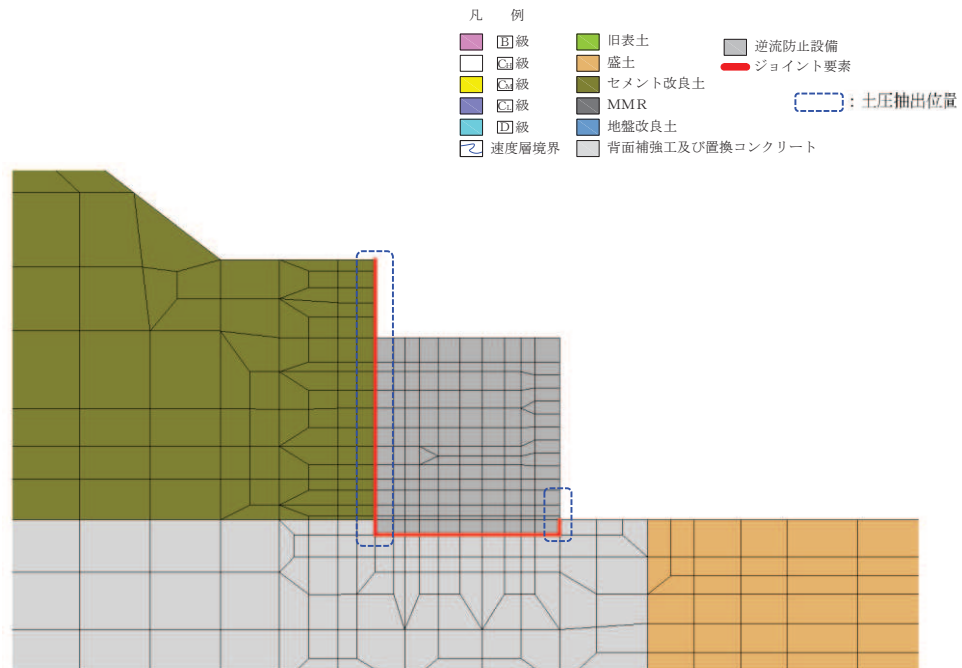 凡 例
B級
CH級
CM級
CL級
D級
速度層境界
旧表土
盛土
セメント改良土
MMR
地盤改良土
背面補強工及び置換コンクリート
逆流防止設備
ジョイント要素
：土圧抽出位置